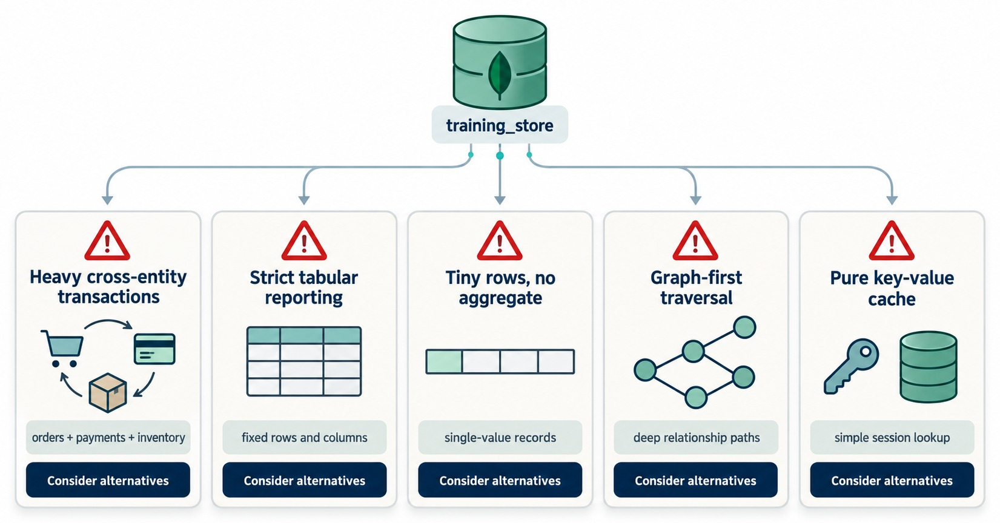 training_store
Heavy cross-entity
transactions
orders + payments + inventory
Consider alternatives
Strict tabular
reporting
fixed rows and columns
Consider alternatives
Tiny rows, no
aggregate
single-value records
Consider alternatives
Graph-first
traversal
deep relationship paths
Consider alternatives
Pure key-value
cache
simple session lookup
Consider alternatives